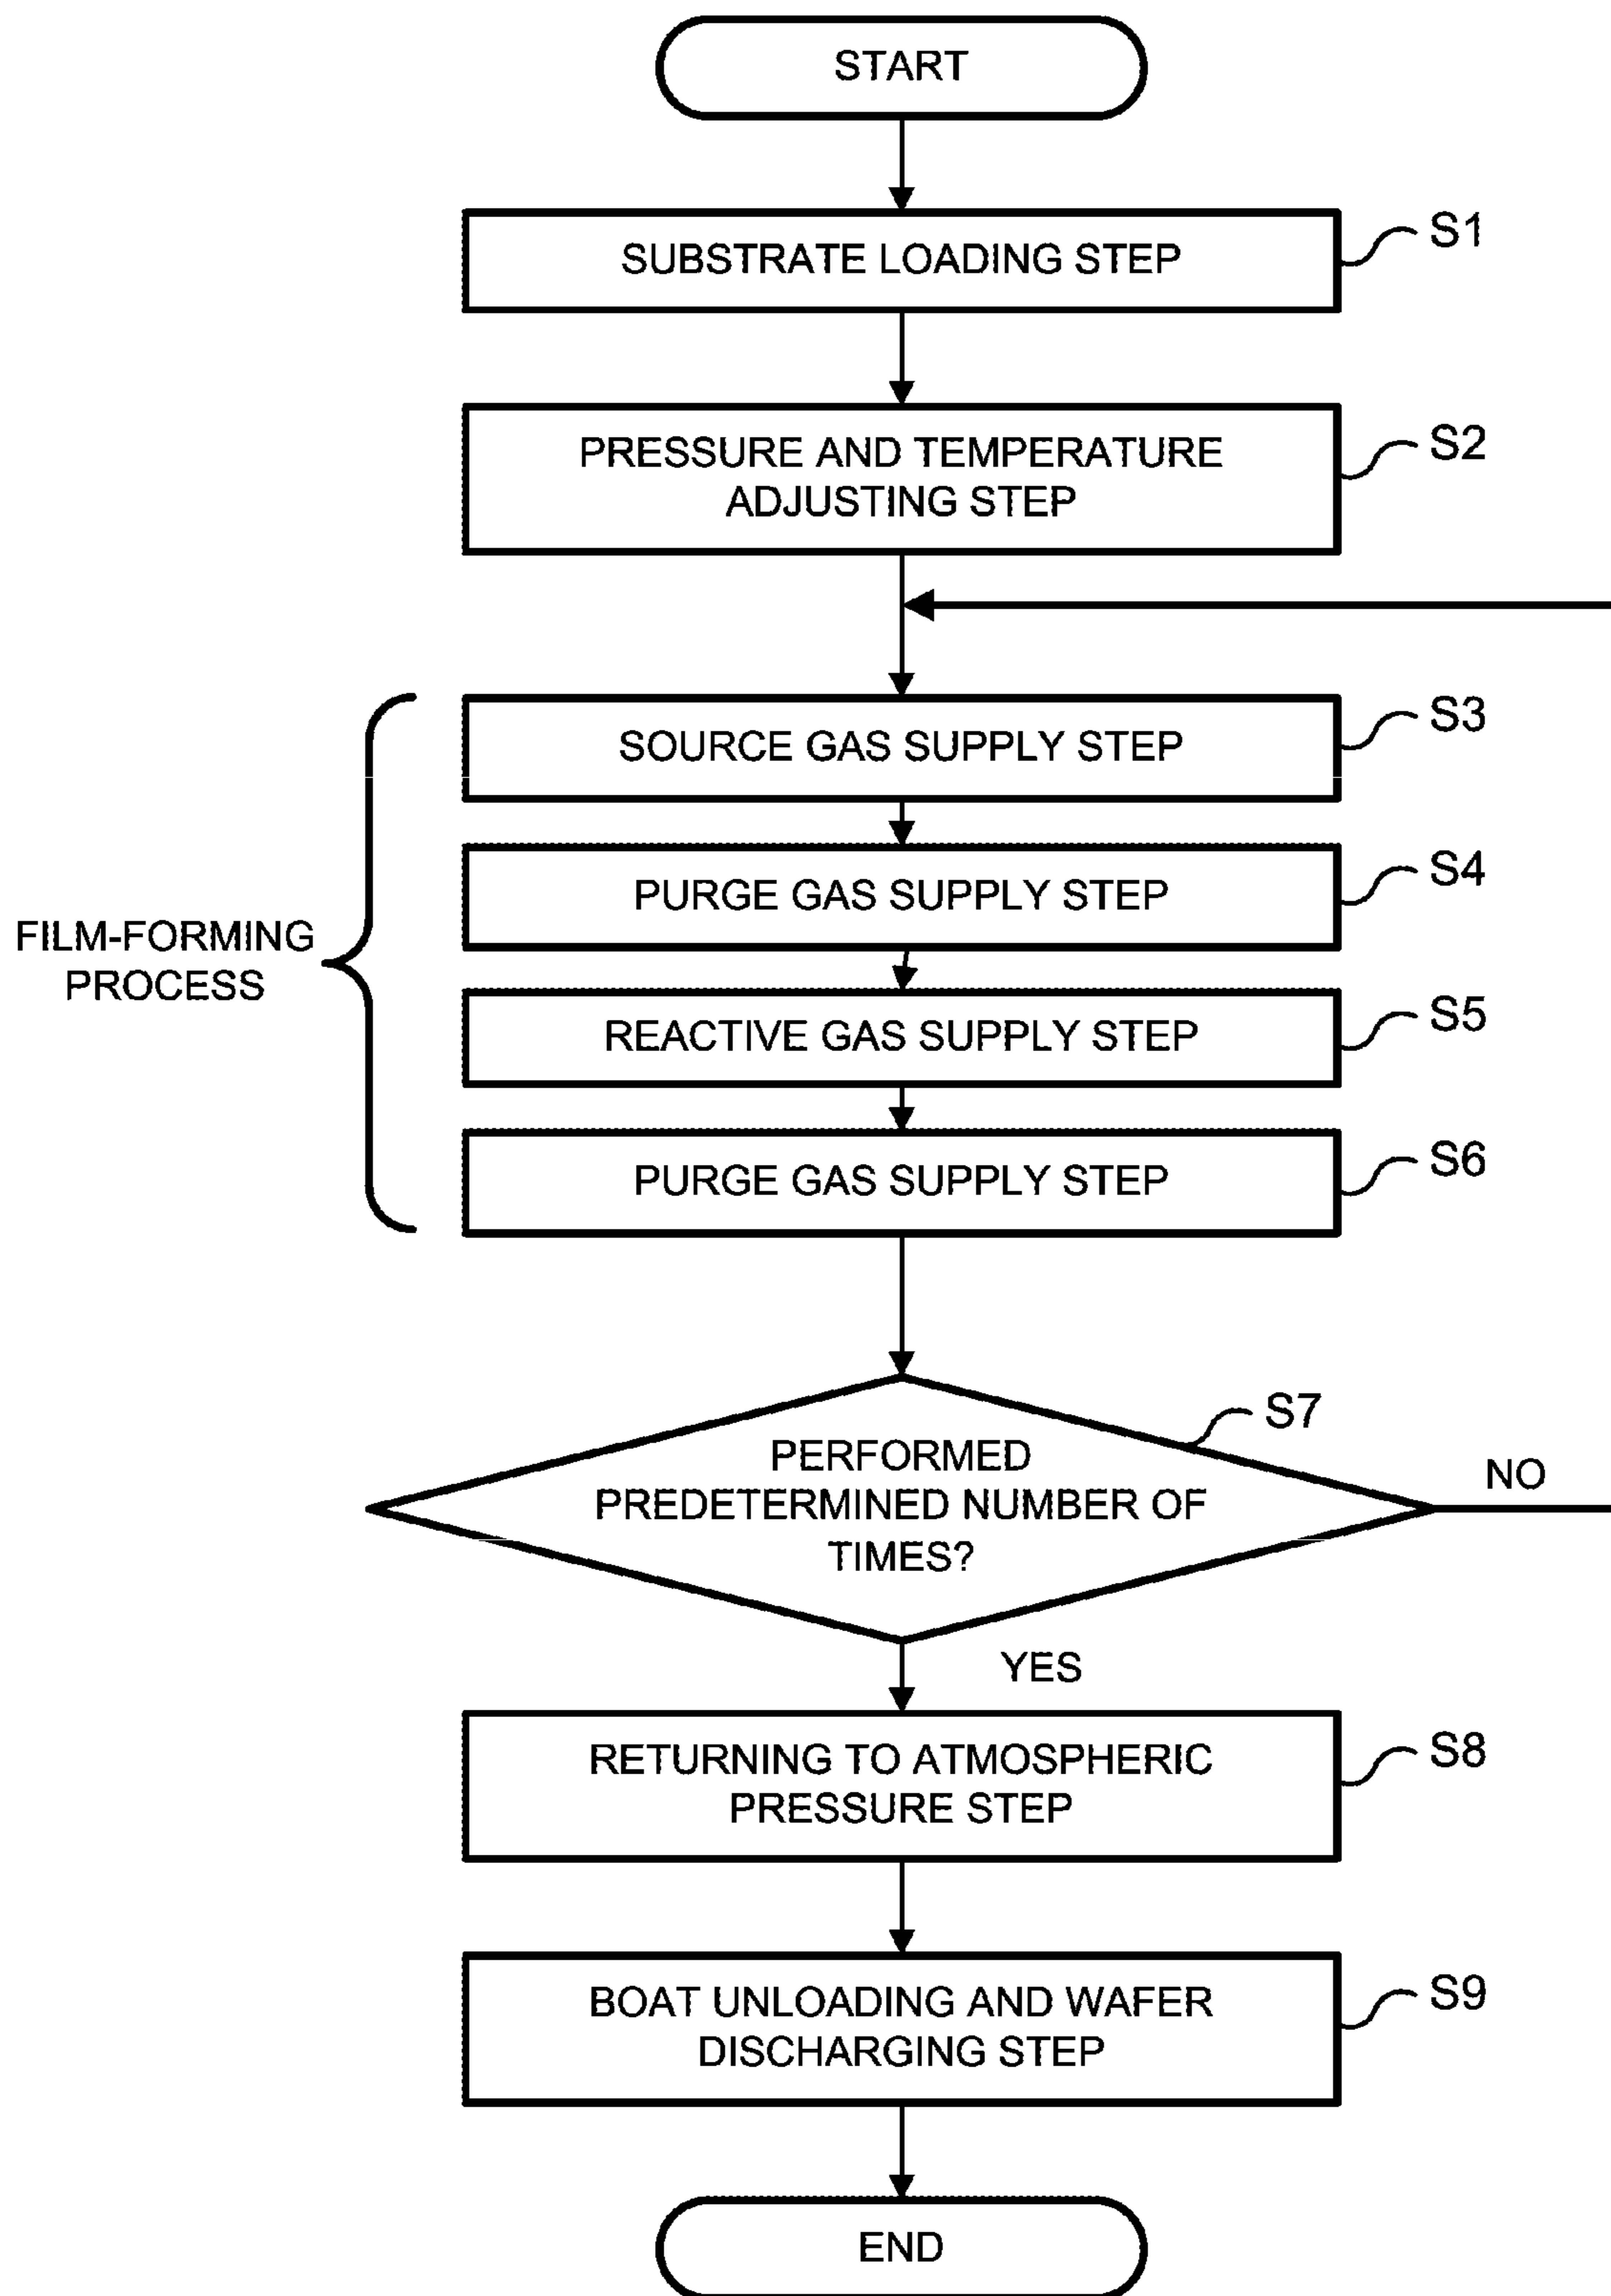 START
SUBSTRATE LOADING STEP
S1
PRESSURE AND TEMPERATURE
ADJUSTING STEP
S2
SOURCE GAS SUPPLY STEP
S3
PURGE GAS SUPPLY STEP
S4
FILM-FORMING
PROCESS
REACTIVE GAS SUPPLY STEP
S5
PURGE GAS SUPPLY STEP
S6
S7
PERFORMED
PREDETERMINED NUMBER OF
TIMES?
NO
YES
RETURNING TO ATMOSPHERIC
PRESSURE STEP
S8
BOAT UNLOADING AND WAFER
DISCHARGING STEP
S9
END